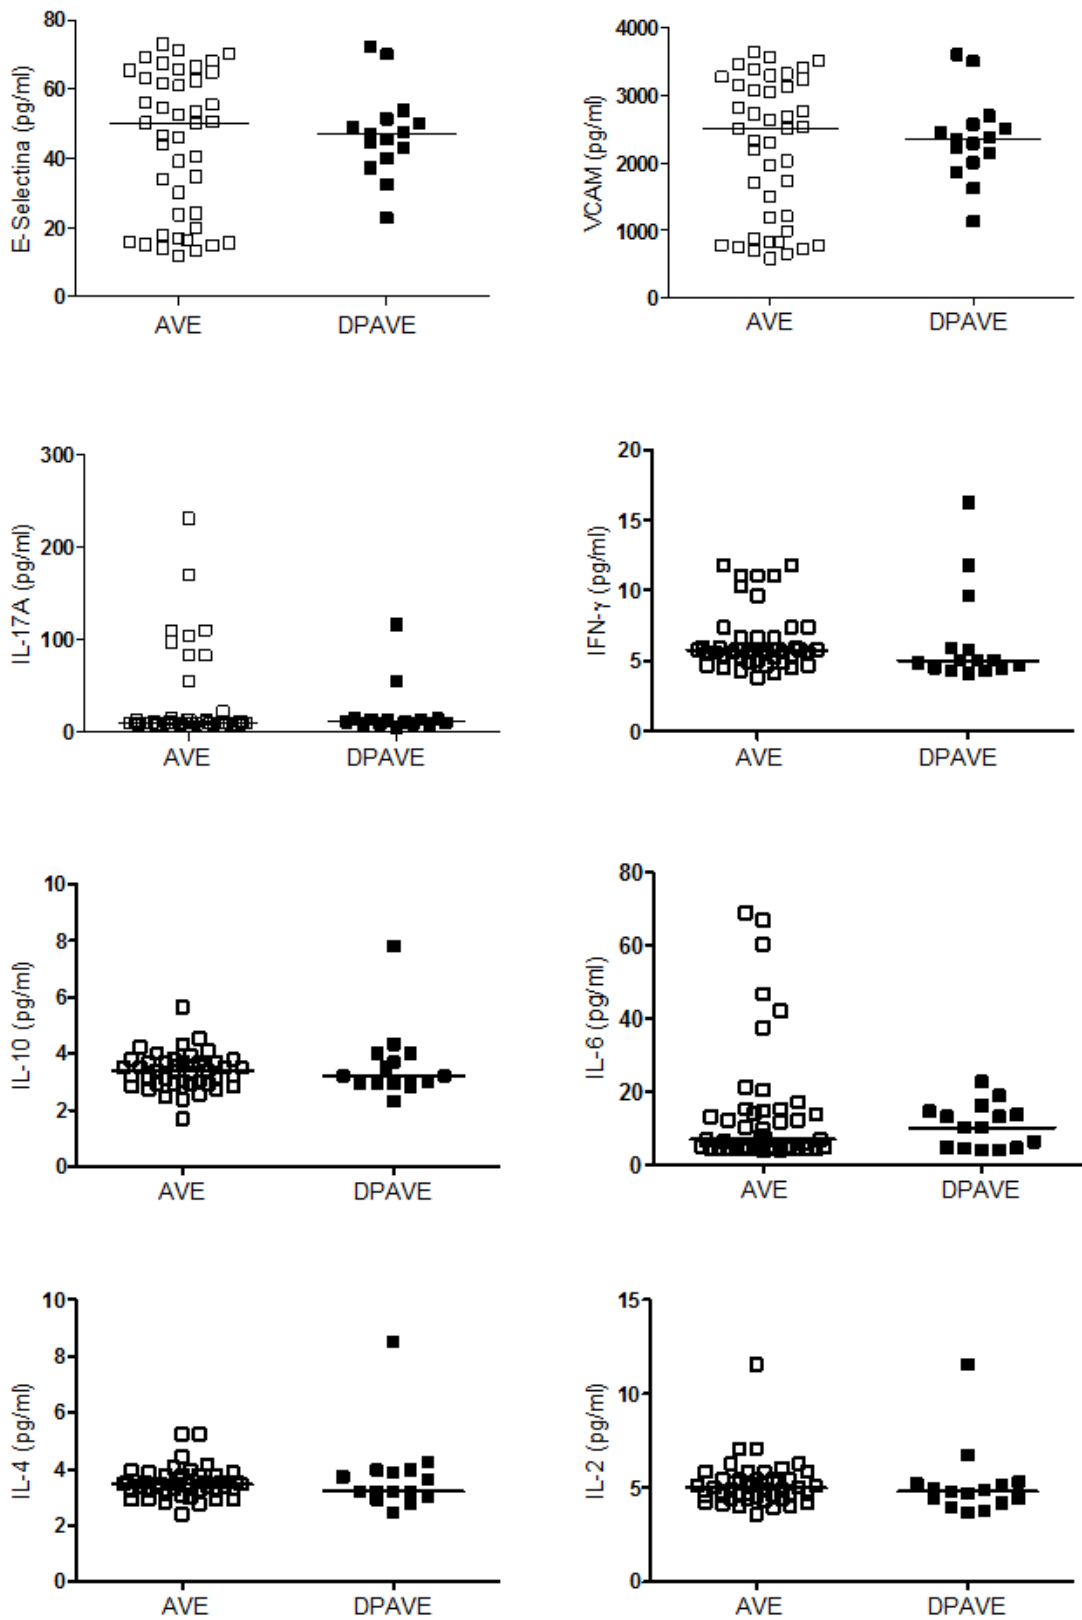 80
60
40
20
0
E-Selectina (pg/ml)
AVE
DPAVE
4000
3000
2000
1000
0
VCAM (pg/ml)
AVE
DPAVE
300
200
100
0
IL-17A (pg/ml)
AVE
DPAVE
20
15
10
5
0
IFN-γ (pg/ml)
AVE
DPAVE
10
8
6
4
2
0
IL-10 (pg/ml)
AVE
DPAVE
80
60
40
20
0
IL-6 (pg/ml)
AVE
DPAVE
10
8
6
4
2
0
IL-4 (pg/ml)
AVE
DPAVE
15
10
5
0
IL-2 (pg/ml)
AVE
DPAVE